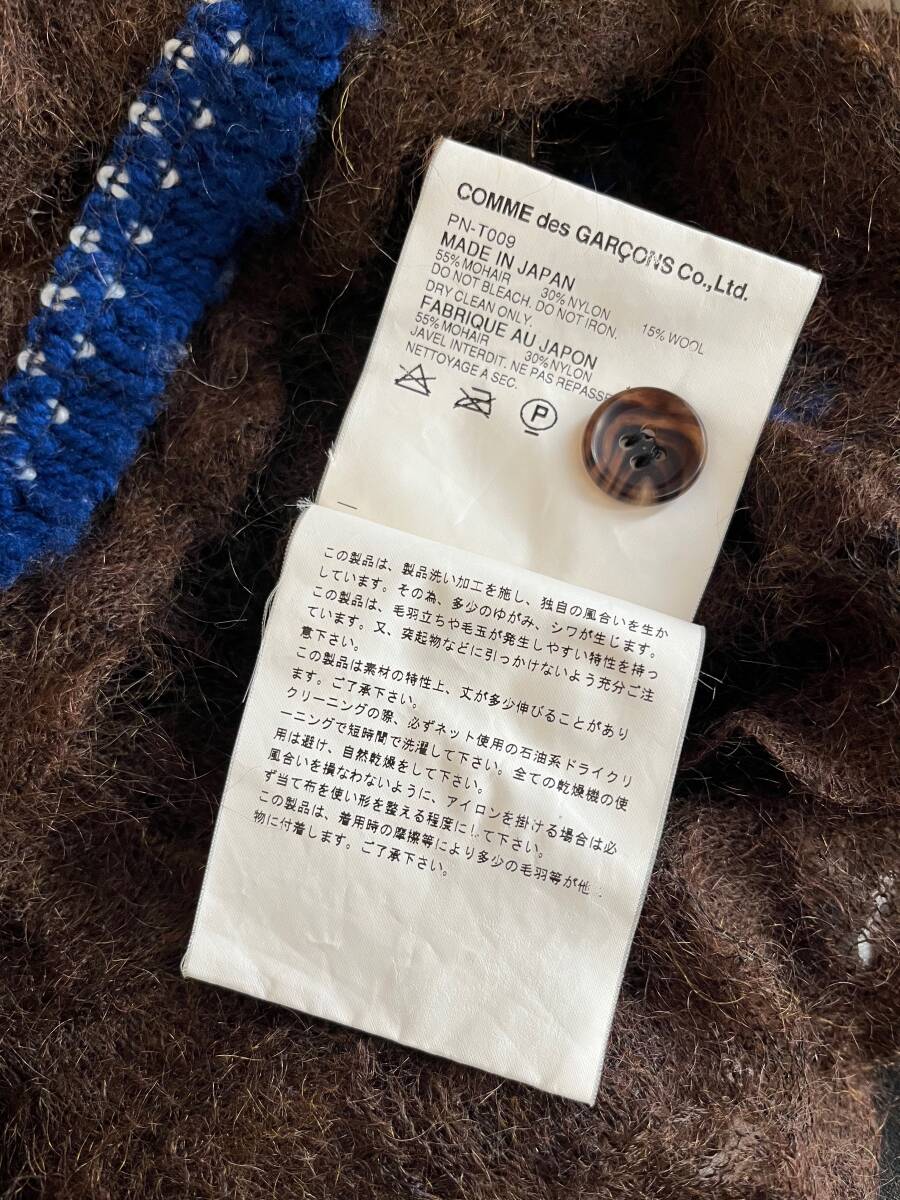 COMME des GARÇONS Co.,Ltd.
PN-T009
MADE IN JAPAN
55% MOHAIR 30% NYLON 15% WOOL
DO NOT BLEACH. DO NOT IRON.
DRY CLEAN ONLY.
FABRIQUE AU JAPON
55% MOHAIR 30% NYLON
JAVEL INTERDIT. NE PAS REPASSE
NETTOYAGE A SEC.
P
この製品は、製品洗い加工を施し、独自の風合いを生か
しています。その為、多少のゆがみ、シワが生じます。
この製品は、毛羽立ちや毛玉が発生しやすい特性を持っ
ています。又、突起物などに引っかけないよう充分ご注
意下さい。
この製品は素材の特性上、丈が多少伸びることがあり
ます。ご了承下さい。
クリーニングの際、必ずネット使用の石油系ドライクリ
ーニングで短時間で洗濯して下さい。全ての乾燥機の使
用は避け、自然乾燥をして下さい。
風合いを損なわないように、アイロンを掛ける場合は必
ず当て布を使い形を整える程度にして下さい。
この製品は、着用時の摩擦等により多少の毛羽等が他
物に付着します。ご了承下さい。